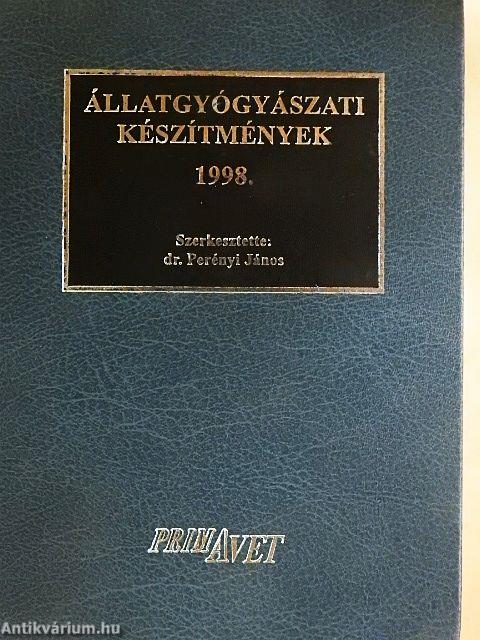 ÁLLATGYÓGYÁSZATI
KÉSZÍTMÉNYEK
1998.
Szerkesztette:
dr. Perényi János
PRIMAVET
Antikvárium.hu